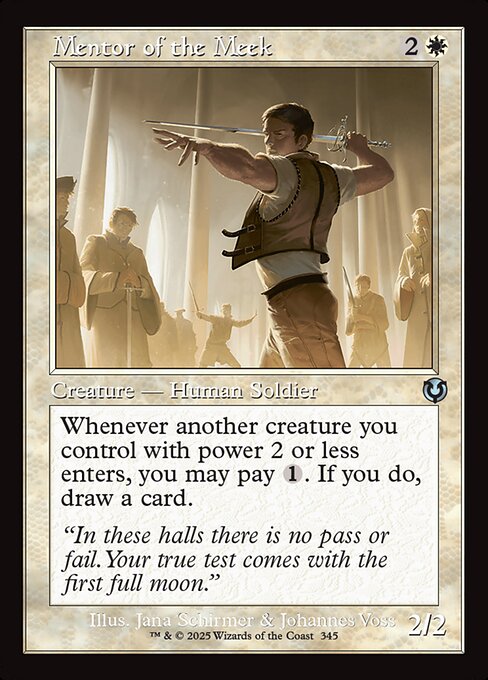 Mentor of the Meek 2
Creature — Human Soldier
Whenever another creature you
control with power 2 or less
enters, you may pay 1. If you do,
draw a card.
“In these halls there is no pass or
fail. Your true test comes with the
first full moon.”
Illus. Jana Schirmer & Johannes Voss
2/2
™ & © 2025 Wizards of the Coast 345